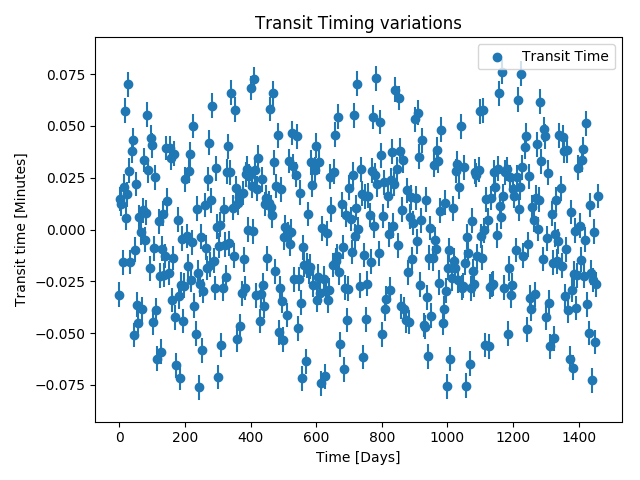 Transit Timing variations
Transit Time
0.075
0.050
0.025
0.000
−0.025
−0.050
−0.075
Transit time [Minutes]
0 200 400 600 800 1000 1200 1400
Time [Days]